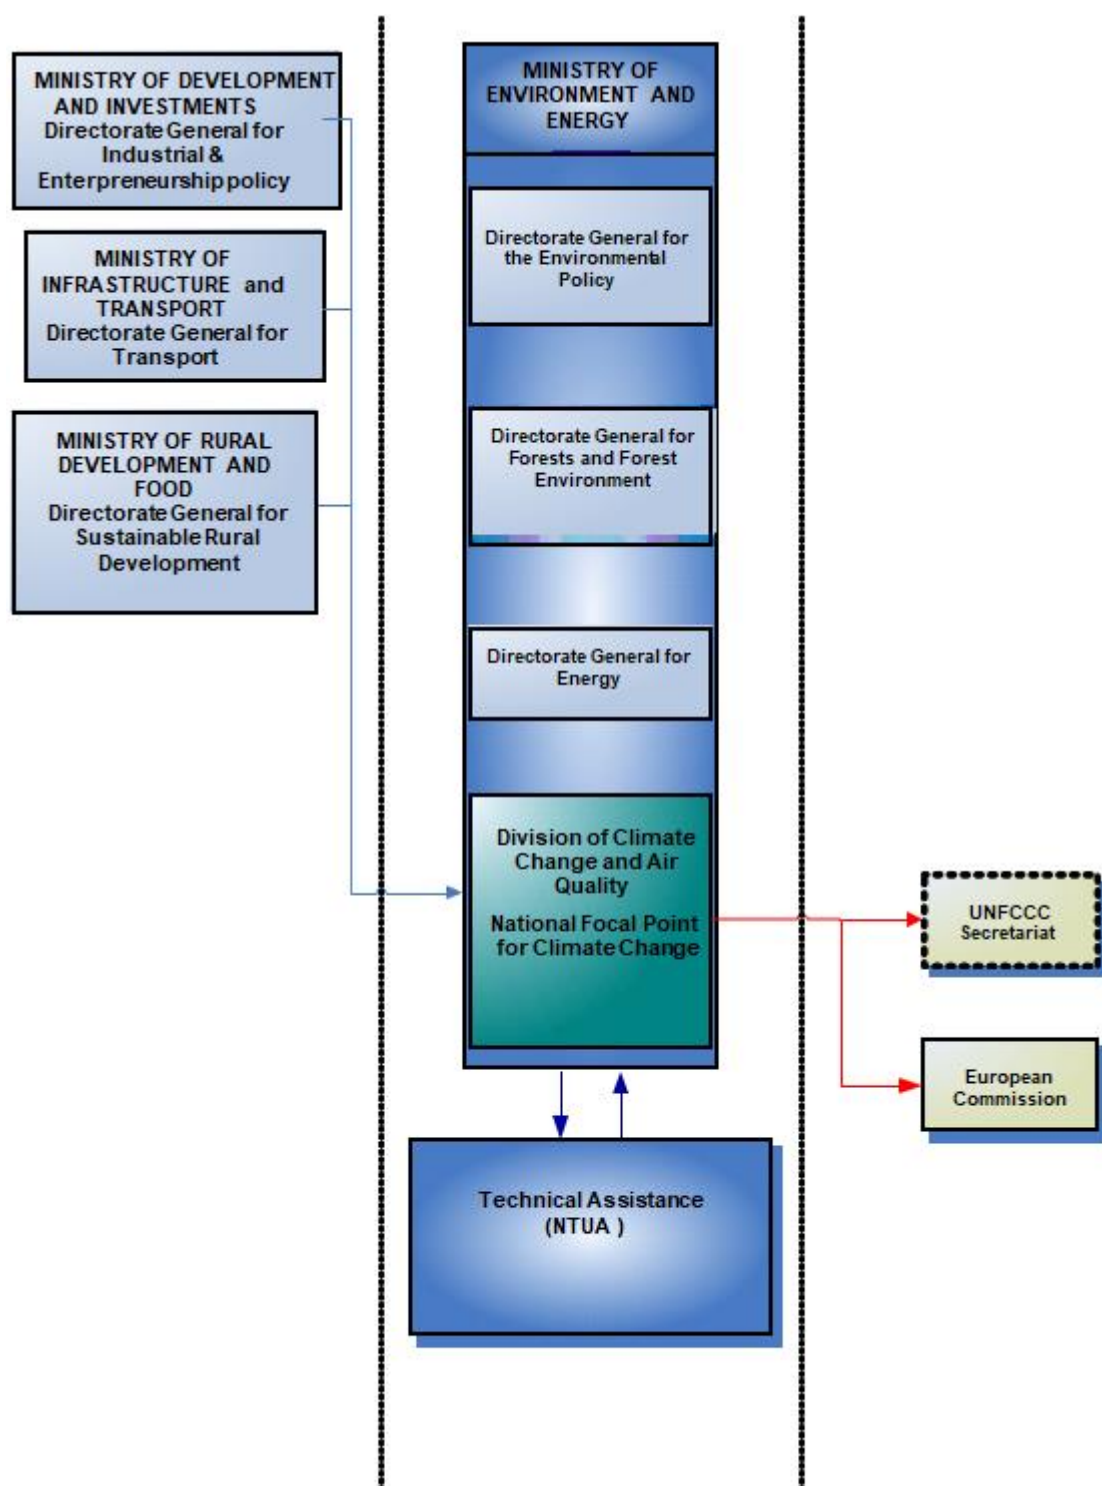 MINISTRY OF DEVELOPMENT
AND INVESTMENTS
Directorate General for
Industrial &
Enterpreneurship policy
MINISTRY OF
INFRASTRUCTURE and
TRANSPORT
Directorate General for
Transport
MINISTRY OF RURAL
DEVELOPMENT AND
FOOD
Directorate General for
Sustainable Rural
Development
MINISTRY OF
ENVIRONMENT AND
ENERGY
Directorate General for
the Environmental
Policy
Directorate General for
Forests and Forest
Environment
Directorate General for
Energy
Division of Climate
Change and Air
Quality
National Focal Point
for Climate Change
Technical Assistance
(NTUA )
UNFCCC
Secretariat
European
Commission